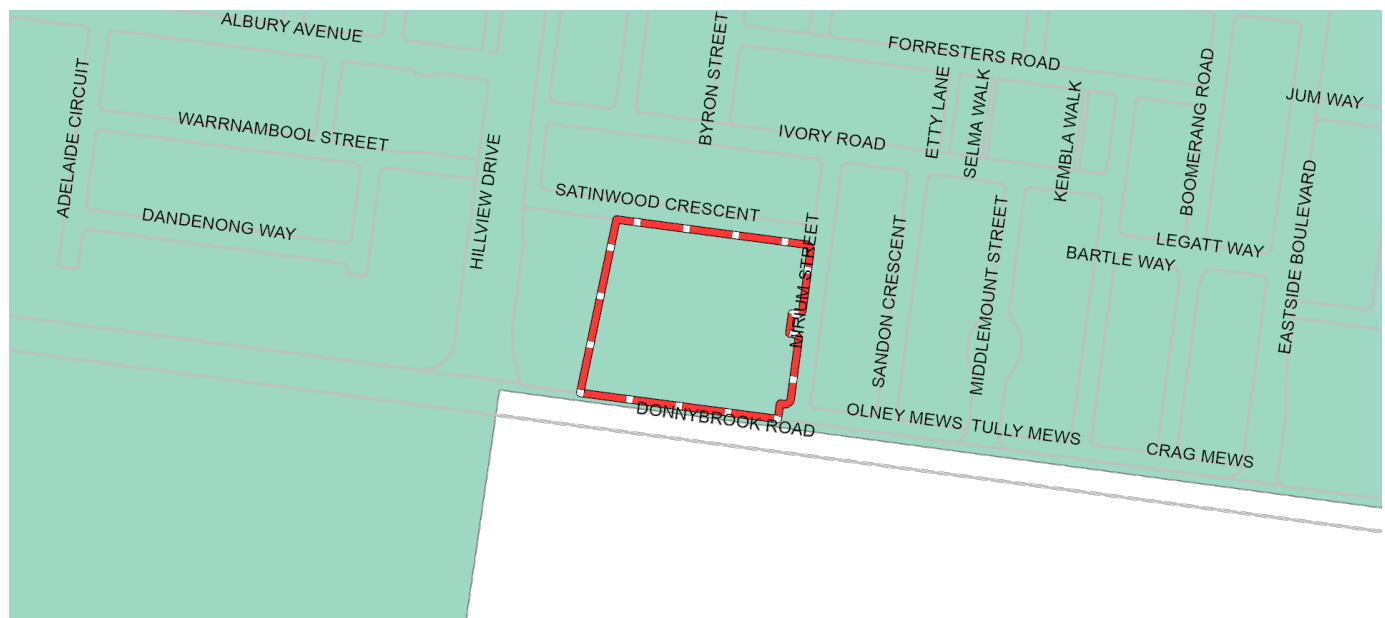 ALBURY AVENUE
BYRON STREET
FORRESTERS ROAD
ADELAIDE CIRCUIT
ETTY LANE
SELMA WALK
KEMBLA WALK
BOOMERANG ROAD
JUM WAY
WARRNAMBOOL STREET
HILLVIEW DRIVE
IVORY ROAD
SATINWOOD CRESCENT
DANDENONG WAY
MIRIUM STREET
SANDON CRESCENT
MIDDLEMOUNT STREET
BARTLE WAY
LEGATT WAY
EASTSIDE BOULEVARD
DONNYBROOK ROAD
OLNEY MEWS
TULLY MEWS
CRAG MEWS